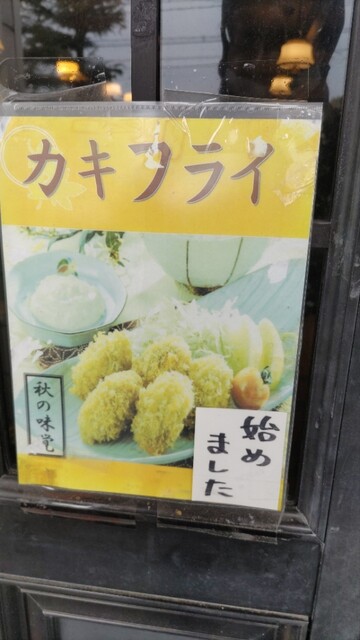 カキフライ
秋の味覚
始め
ました